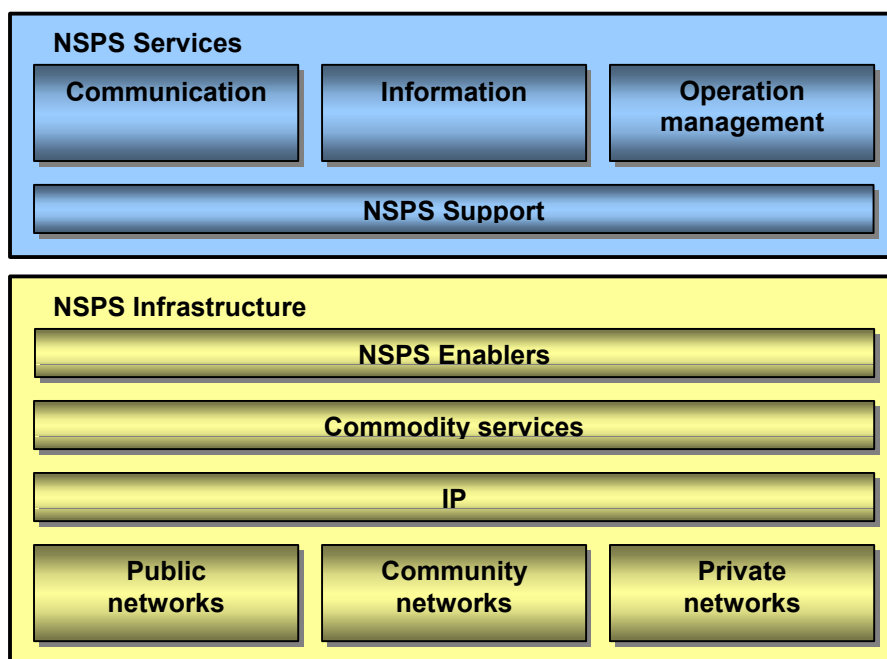 NSPS Services
Communication
Information
Operation
management
NSPS Support
NSPS Infrastructure
NSPS Enablers
Commodity services
IP
Public
networks
Community
networks
Private
networks